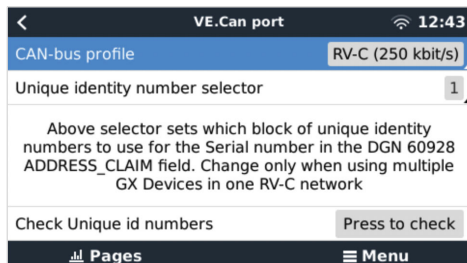 VE.Can port
12:43
CAN-bus profile
RV-C (250 kbit/s)
Unique identity number selector
1
Above selector sets which block of unique identity
numbers to use for the Serial number in the DGN 60928
ADDRESS_CLAIM field. Change only when using multiple
GX Devices in one RV-C network
Check Unique id numbers
Press to check
Pages
Menu